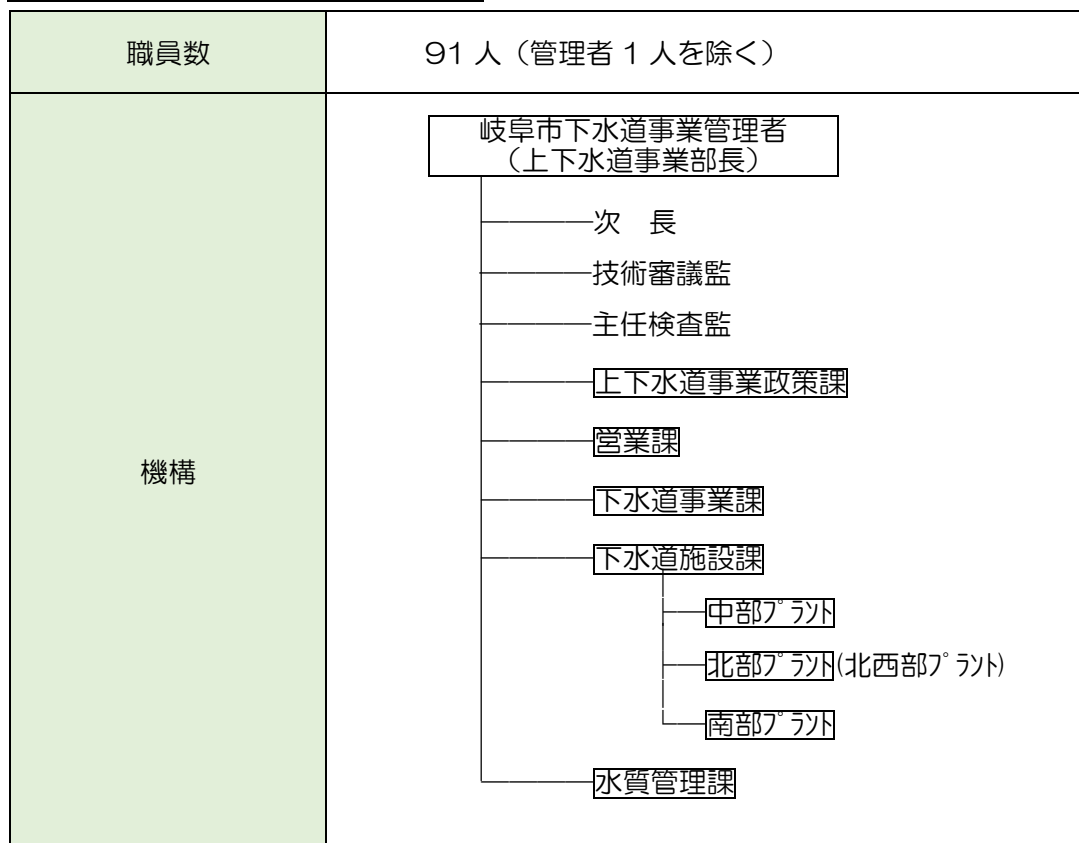 職員数
91 人（管理者 1 人を除く）
機構
岐阜市下水道事業管理者
（上下水道事業部長）
次　長
技術審議監
主任検査監
上下水道事業政策課
営業課
下水道事業課
下水道施設課
中部ﾌﾟﾗﾝﾄ
北部ﾌﾟﾗﾝﾄ(北西部ﾌﾟﾗﾝﾄ)
南部ﾌﾟﾗﾝﾄ
水質管理課